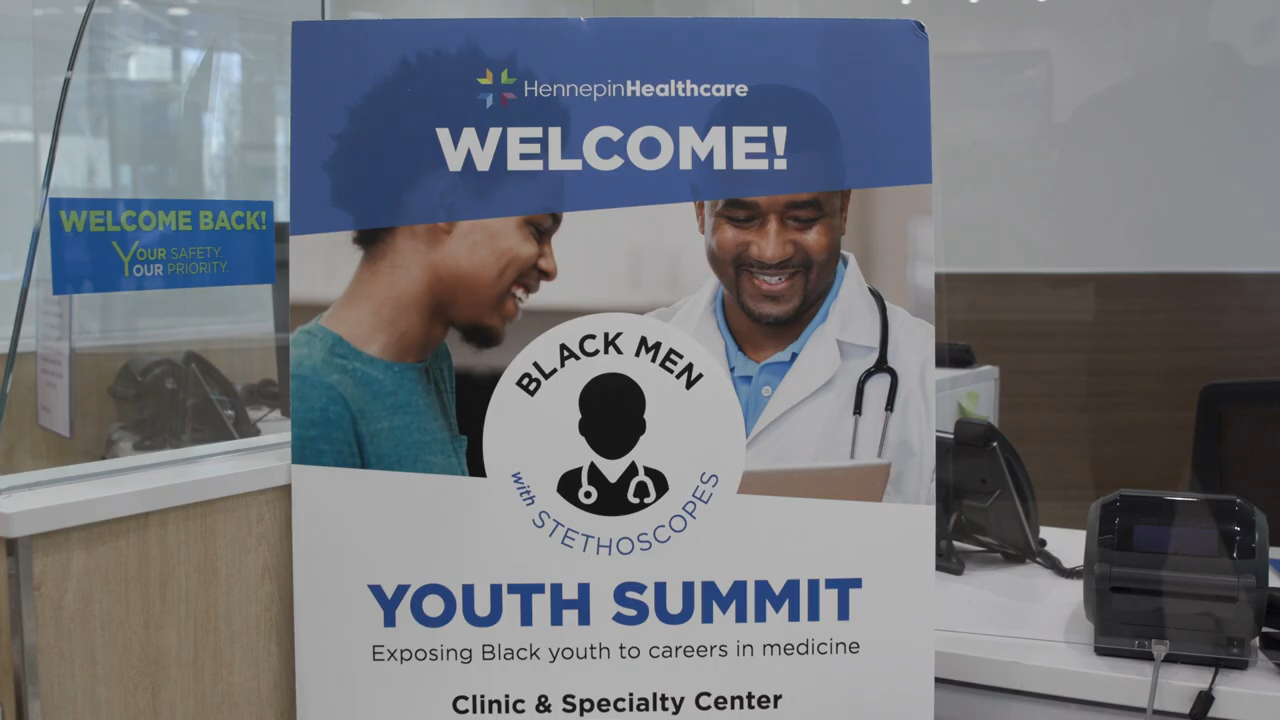 HennepinHealthcare
WELCOME!
WELCOME BACK!
YOUR SAFETY.
OUR PRIORITY.
BLACK MEN
with STETHOSCOPES
YOUTH SUMMIT
Exposing Black youth to careers in medicine
Clinic & Specialty Center